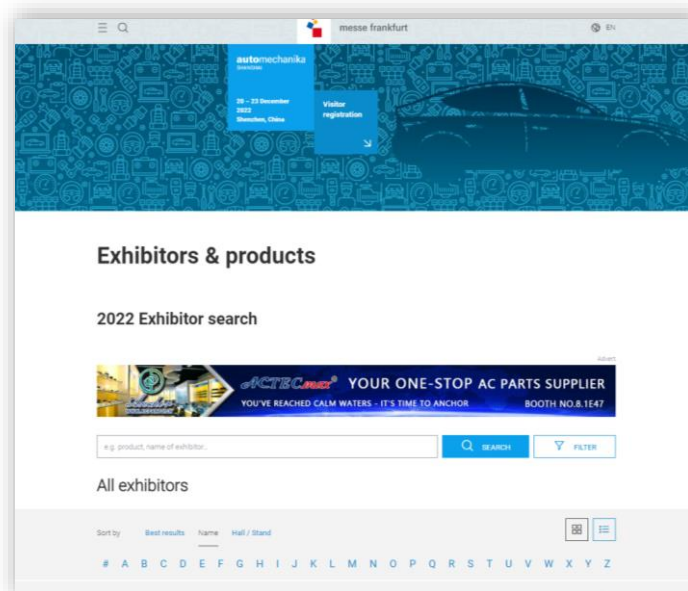 messe frankfurt
EN
automechanika
20 – 23 December
2022
Shenzhen, China
Visitor
registration
Exhibitors & products
2022 Exhibitor search
Advert
ACTECmax® YOUR ONE-STOP AC PARTS SUPPLIER
YOU'VE REACHED CALM WATERS - IT'S TIME TO ANCHOR BOOTH NO.8.1E47
e.g. product, name of exhibitor...
SEARCH
FILTER
All exhibitors
Sort by Best results Name Hall / Stand
# A B C D E F G H I J K L M N O P Q R S T U V W X Y Z